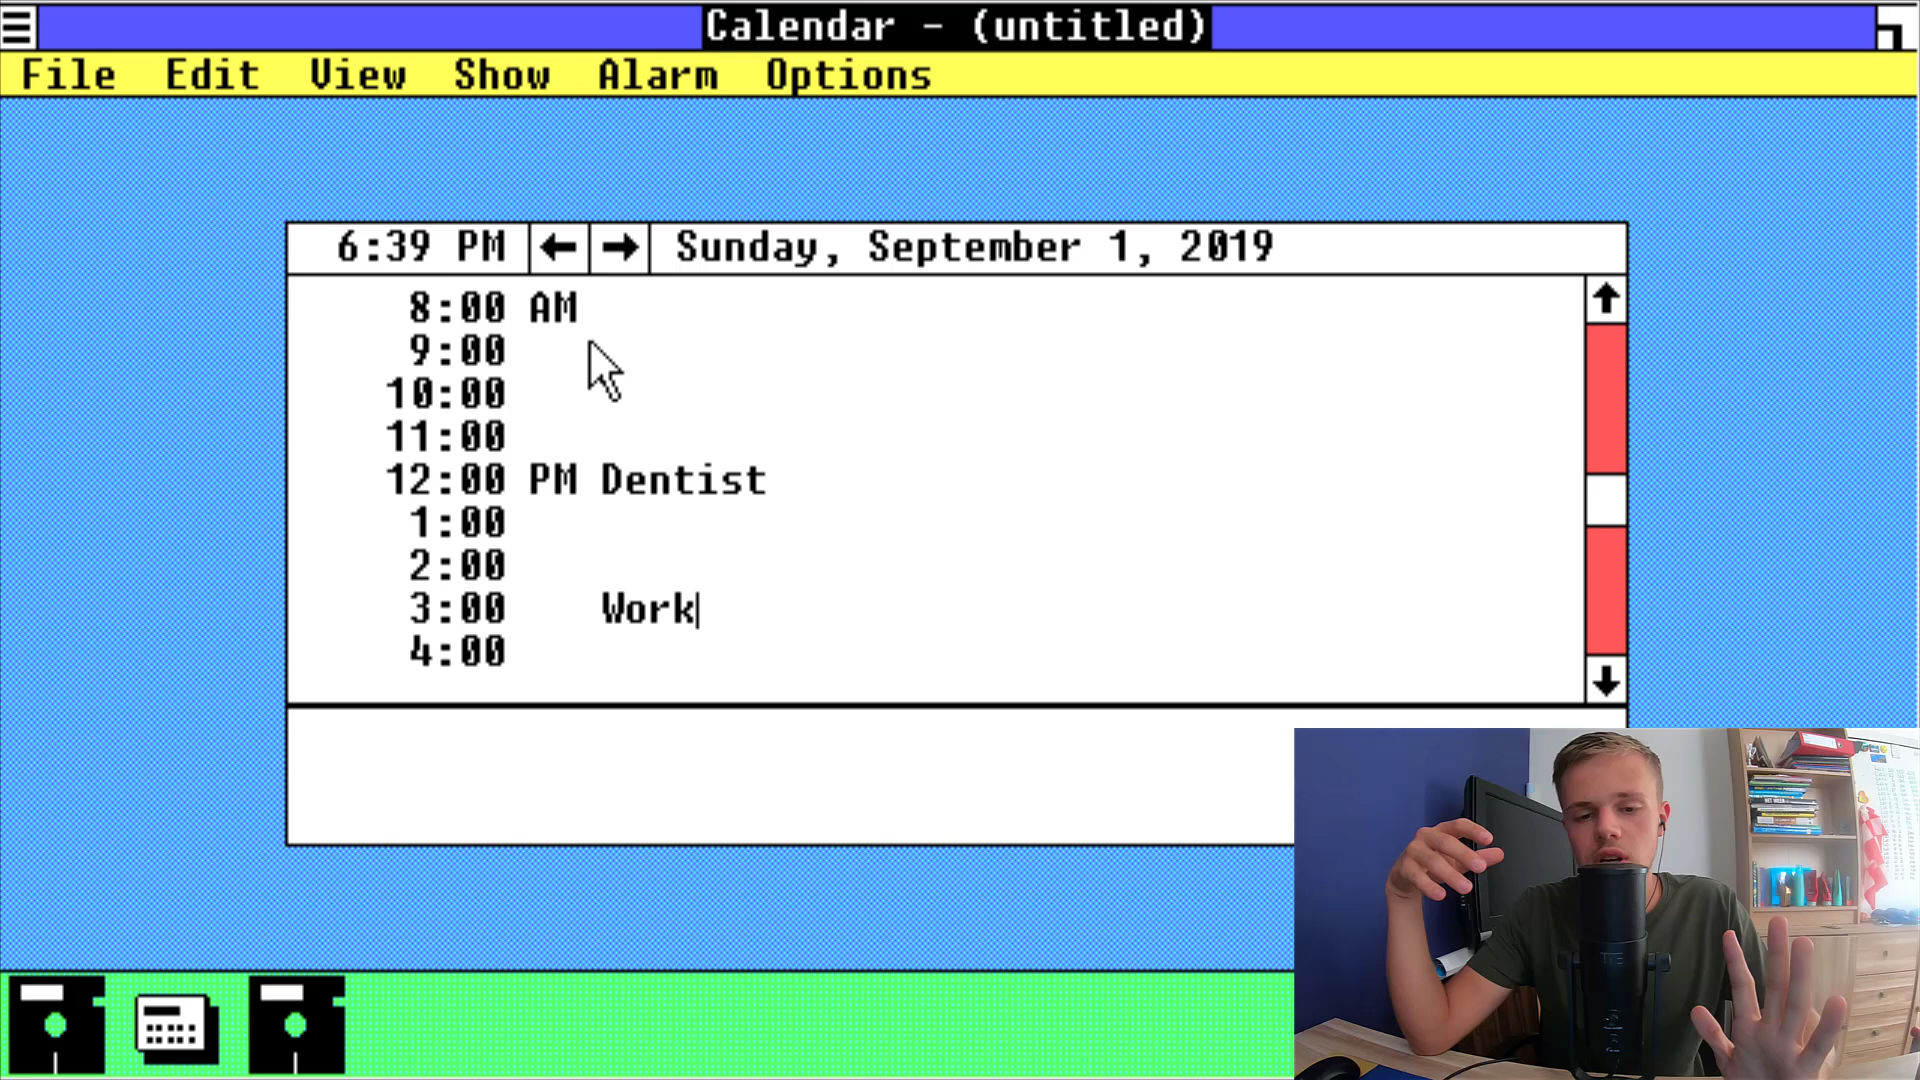 Calendar - (untitled)
File Edit View Show Alarm Options
6:39 PM ← → Sunday, September 1, 2019
8:00 AM
9:00
10:00
11:00
12:00 PM Dentist
1:00
2:00
3:00 Work
4:00